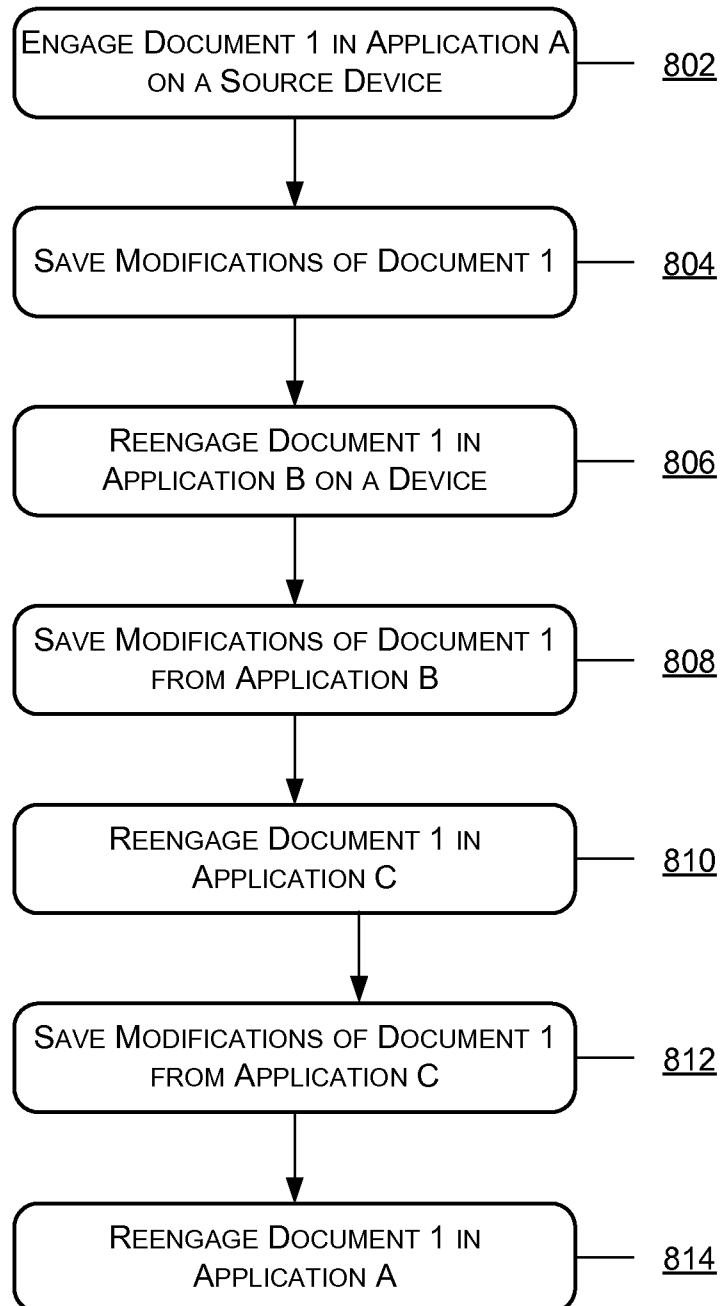 ENGAGE DOCUMENT 1 IN APPLICATION A
ON A SOURCE DEVICE
802
SAVE MODIFICATIONS OF DOCUMENT 1
804
REENGAGE DOCUMENT 1 IN
APPLICATION B ON A DEVICE
806
SAVE MODIFICATIONS OF DOCUMENT 1
FROM APPLICATION B
808
REENGAGE DOCUMENT 1 IN
APPLICATION C
810
SAVE MODIFICATIONS OF DOCUMENT 1
FROM APPLICATION C
812
REENGAGE DOCUMENT 1 IN
APPLICATION A
814